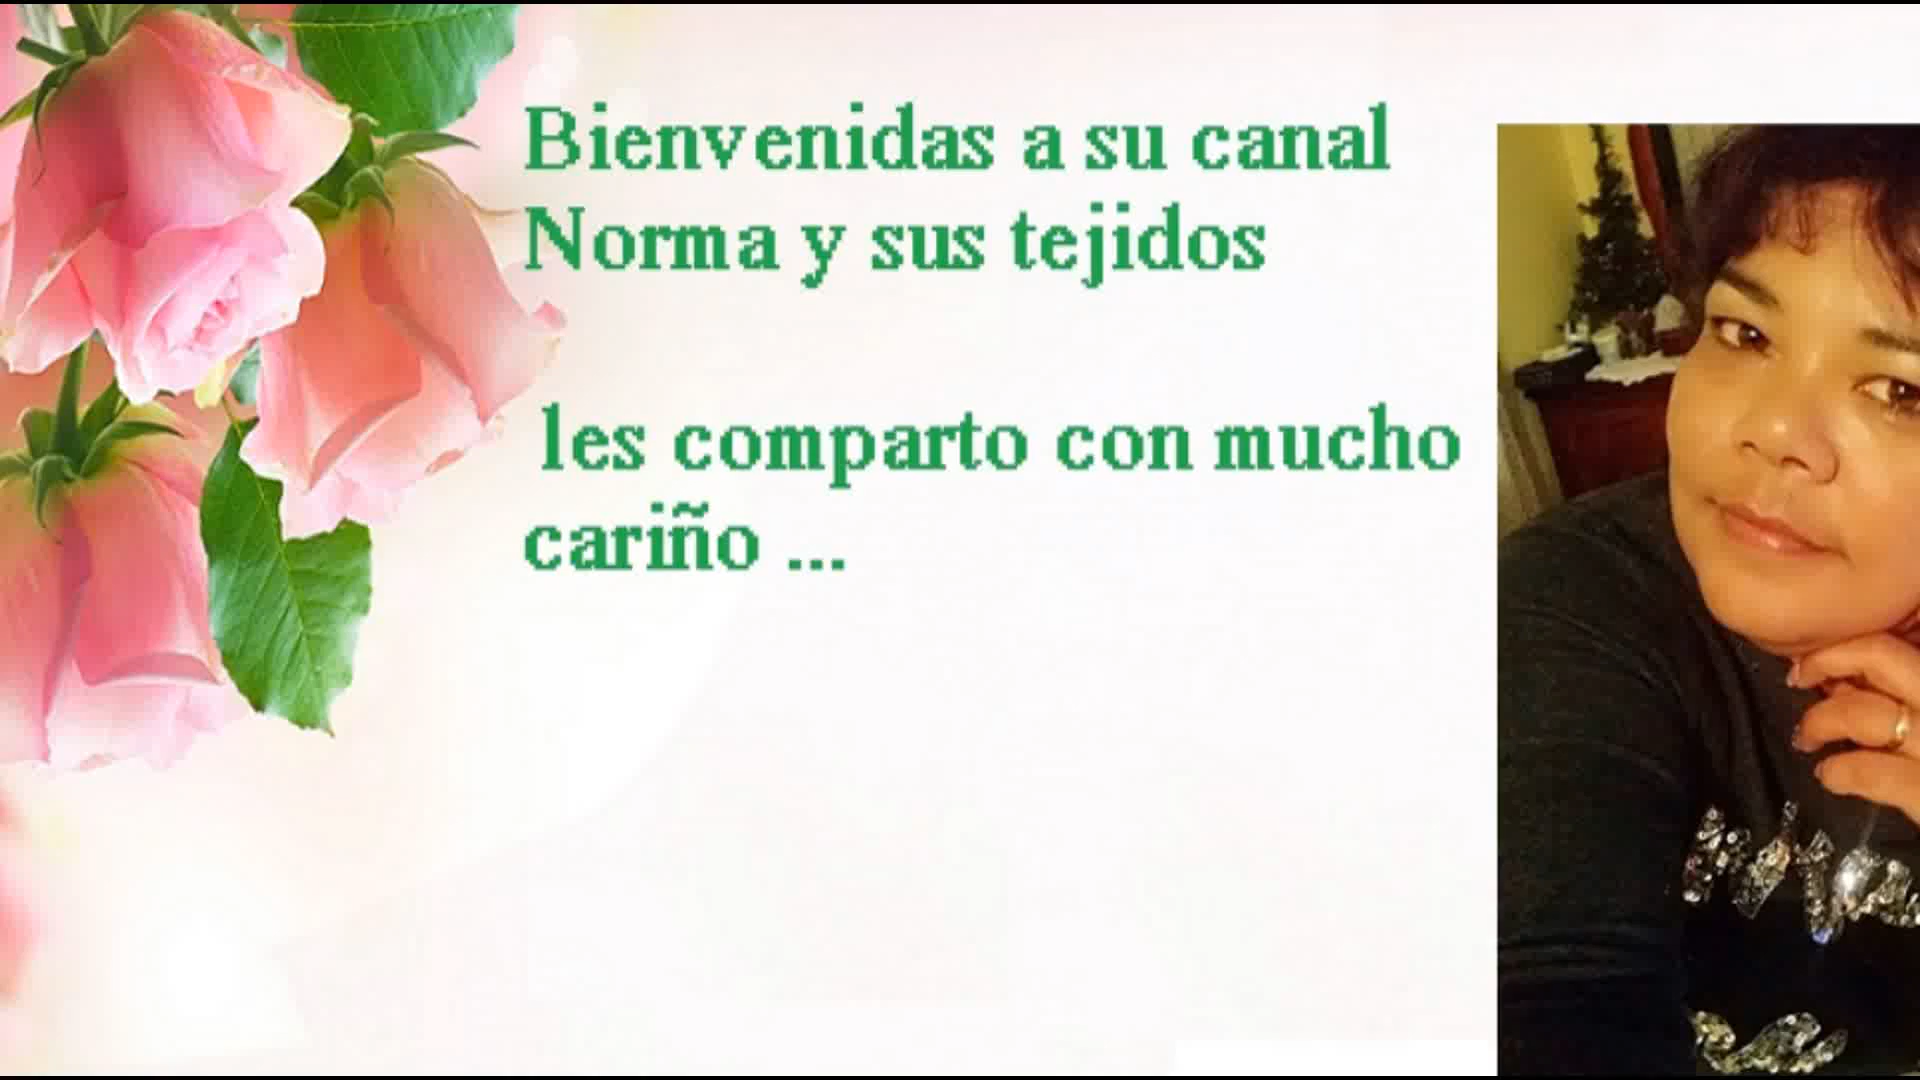 Bienvenidas a su canal
Norma y sus tejidos
les comparto con mucho
cariño ...